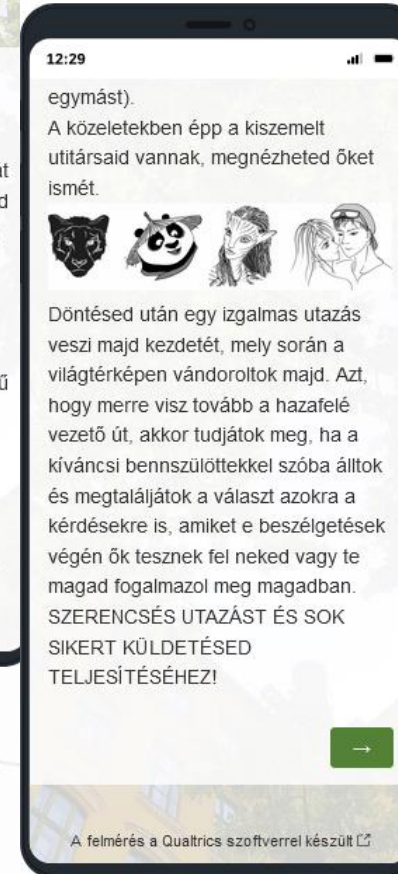 12:29
egymást).
A közeletekben épp a kiszemelt
utitársaid vannak, megnézheted őket
ismét.
Döntésed után egy izgalmas utazás
veszi majd kezdetét, mely során a
világtérképen vándoroltok majd. Azt,
hogy merre visz tovább a hazafelé
vezető út, akkor tudjátok meg, ha a
kíváncsi bennszülöttekkel szóba álltok
és megtaláljátok a választ azokra a
kérdésekre is, amiket e beszélgetések
végén ők tesznek fel neked vagy te
magad fogalmazol meg magadban.
SZERENCSÉS UTAZÁST ÉS SOK
SIKERT KÜLDETÉSED
TELJESÍTÉSÉHEZ!
→
A felmérés a Qualtrics szoftverrel készült